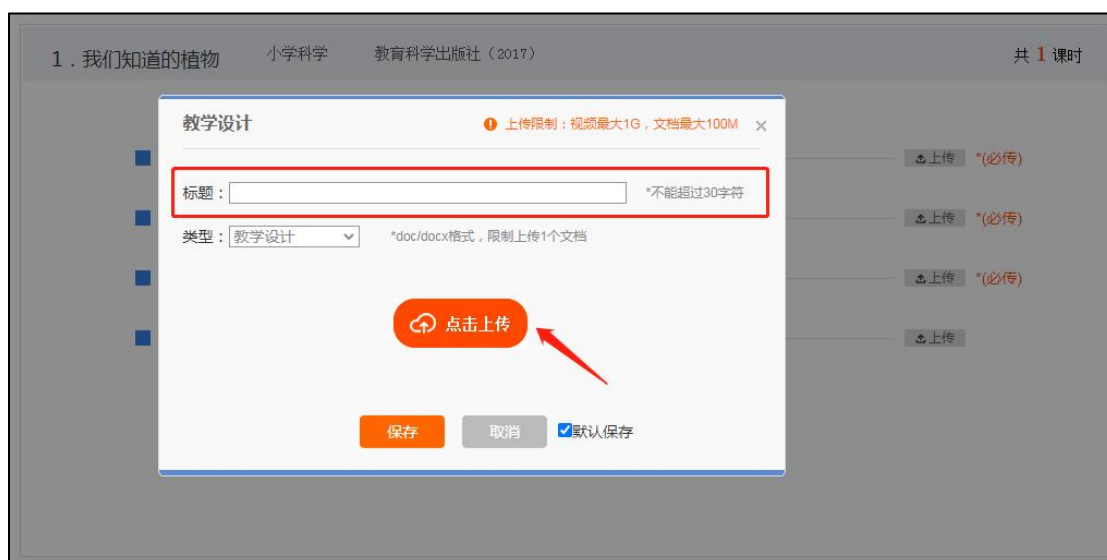 1．我们知道的植物 小学科学 教育科学出版社（2017） 共 1 课时
教学设计 上传限制：视频最大1G，文档最大100M
上传 *(必传)
标题： *不能超过30字符
上传 *(必传)
类型： 教学设计 *doc/docx格式，限制上传1个文档
上传 *(必传)
点击上传
上传
保存 取消 默认保存